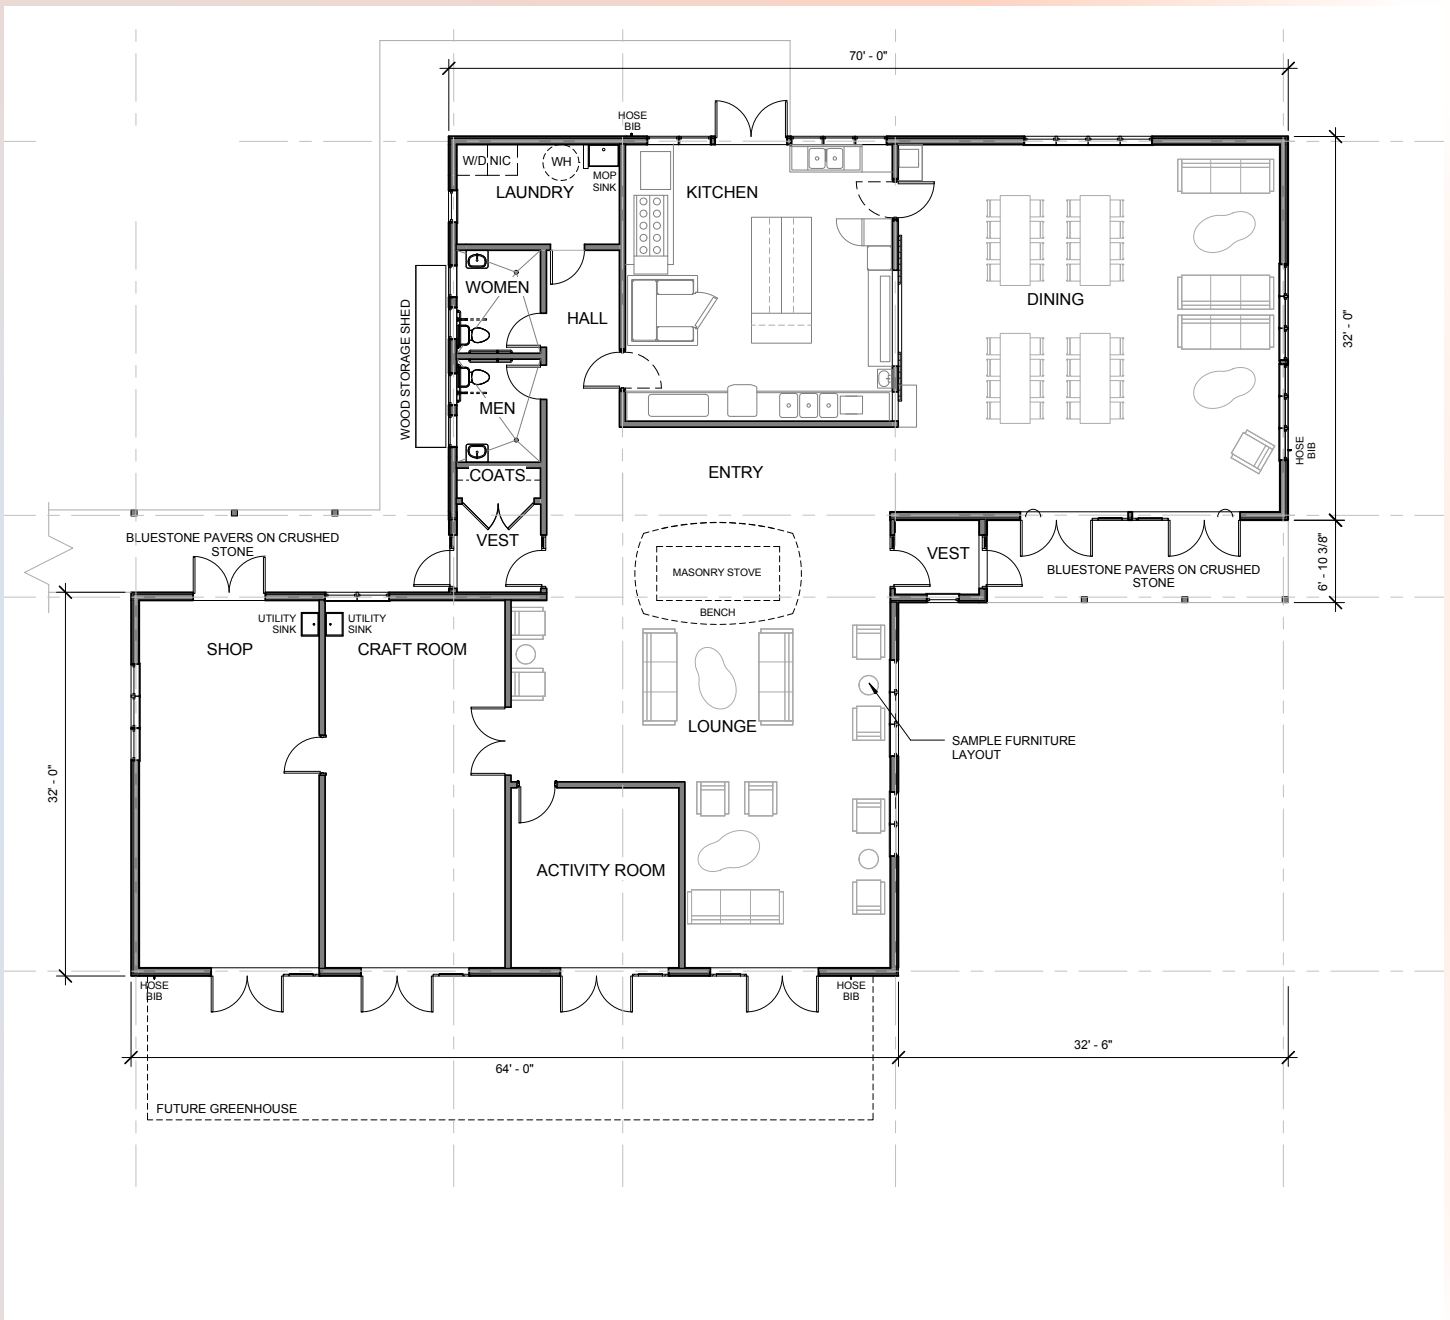 70' - 0"
HOSE
BIB
W/D NIC
WH
MOP
SINK
LAUNDRY
KITCHEN
WOMEN
HALL
DINING
32' - 0"
WOOD STORAGE SHED
MEN
COATS
ENTRY
HOSE
BIB
BLUESTONE PAVERS ON CRUSHED
STONE
VEST
VEST
MASONRY STOVE
BENCH
BLUESTONE PAVERS ON CRUSHED
STONE
6' - 10 3/8"
UTILITY
SINK
UTILITY
SINK
SHOP
CRAFT ROOM
LOUNGE
SAMPLE FURNITURE
LAYOUT
32' - 0"
ACTIVITY ROOM
HOSE
BIB
HOSE
BIB
32' - 6"
64' - 0"
FUTURE GREENHOUSE